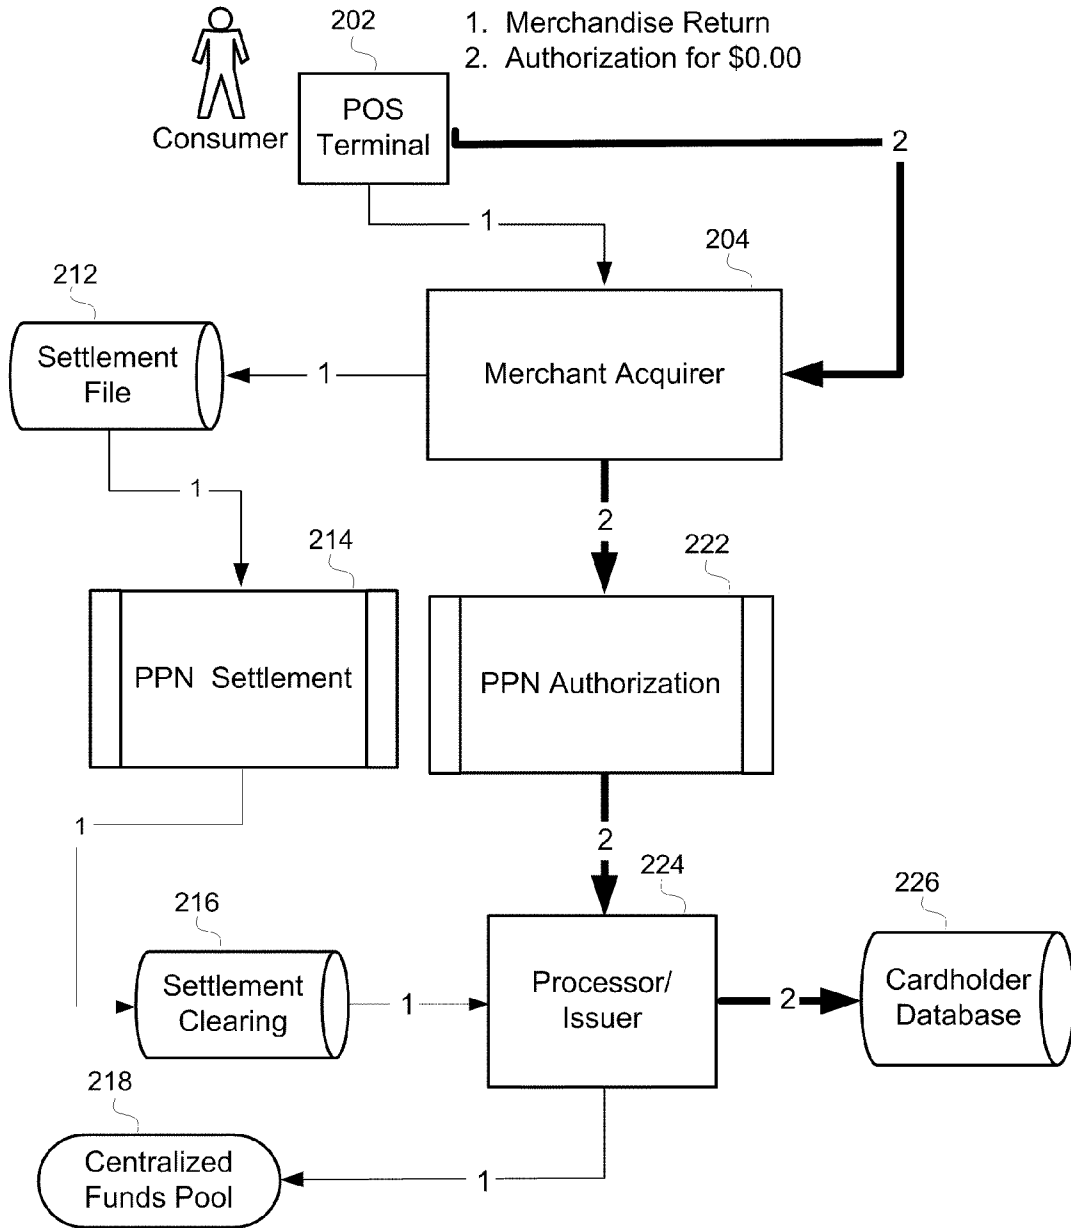 202
1. Merchandise Return
2. Authorization for $0.00
POS
Terminal
Consumer
2
1
204
212
Settlement
File
1
Merchant Acquirer
1
2
214
222
PPN Settlement
PPN Authorization
1
2
224
216
226
Settlement
Clearing
1
Processor/
Issuer
2
Cardholder
Database
218
Centralized
Funds Pool
1